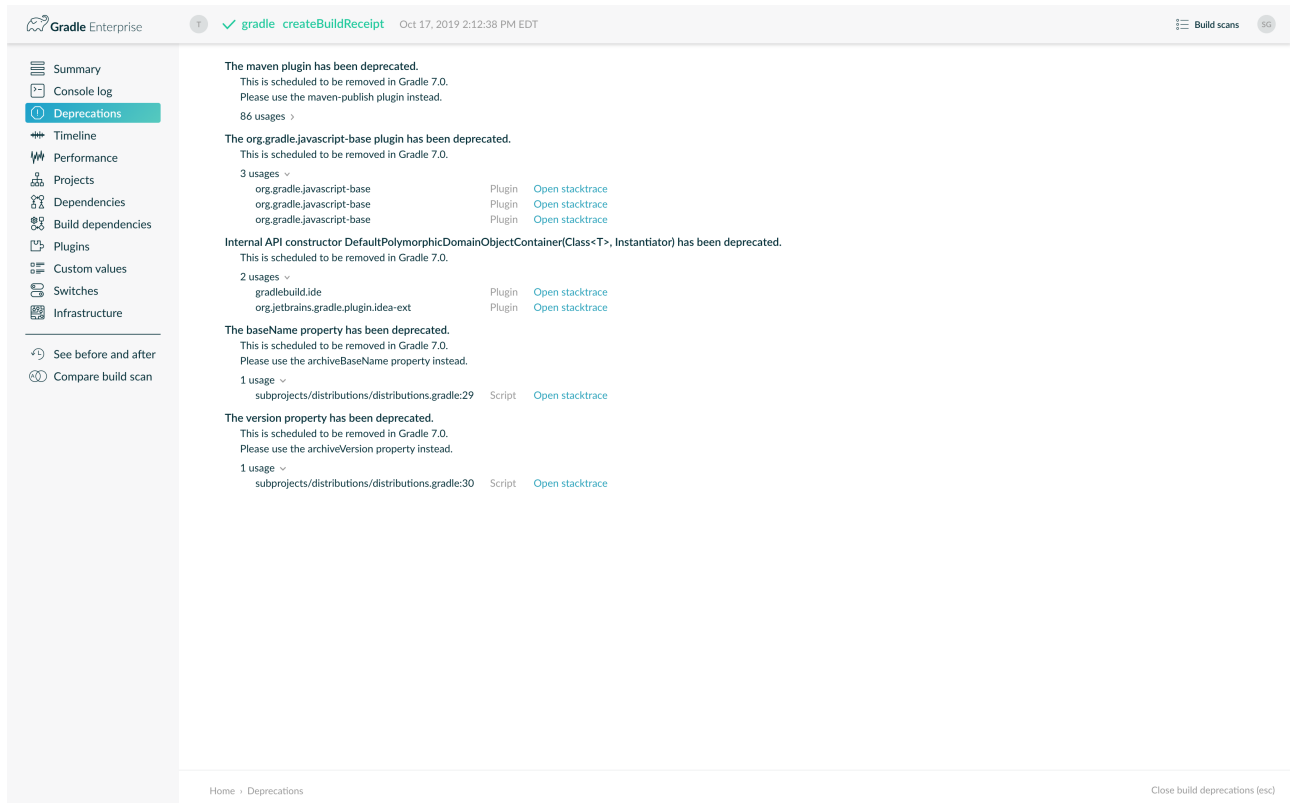 Gradle Enterprise
T
gradle createBuildReceipt Oct 17, 2019 2:12:38 PM EDT
Build scans
SG
Summary
Console log
Deprecations
Timeline
Performance
Projects
Dependencies
Build dependencies
Plugins
Custom values
Switches
Infrastructure
See before and after
Compare build scan
The maven plugin has been deprecated.
This is scheduled to be removed in Gradle 7.0.
Please use the maven-publish plugin instead.
86 usages
The org.gradle.javascript-base plugin has been deprecated.
This is scheduled to be removed in Gradle 7.0.
3 usages
org.gradle.javascript-base Plugin Open stacktrace
org.gradle.javascript-base Plugin Open stacktrace
org.gradle.javascript-base Plugin Open stacktrace
Internal API constructor DefaultPolymorphicDomainObjectContainer(Class<T>, Instantiator) has been deprecated.
This is scheduled to be removed in Gradle 7.0.
2 usages
gradlebuild.ide Plugin Open stacktrace
org.jetbrains.gradle.plugin.idea-ext Plugin Open stacktrace
The baseName property has been deprecated.
This is scheduled to be removed in Gradle 7.0.
Please use the archiveBaseName property instead.
1 usage
subprojects/distributions/distributions.gradle:29 Script Open stacktrace
The version property has been deprecated.
This is scheduled to be removed in Gradle 7.0.
Please use the archiveVersion property instead.
1 usage
subprojects/distributions/distributions.gradle:30 Script Open stacktrace
Home › Deprecations
Close build deprecations (esc)